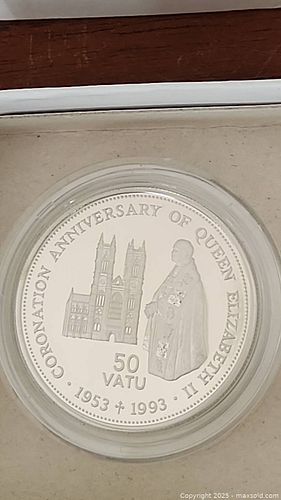 CORONATION ANNIVERSARY OF QUEEN ELIZABETH II
50
VATU
· 1953 † 1993 ·
Copyright 2025 - maxsold.com